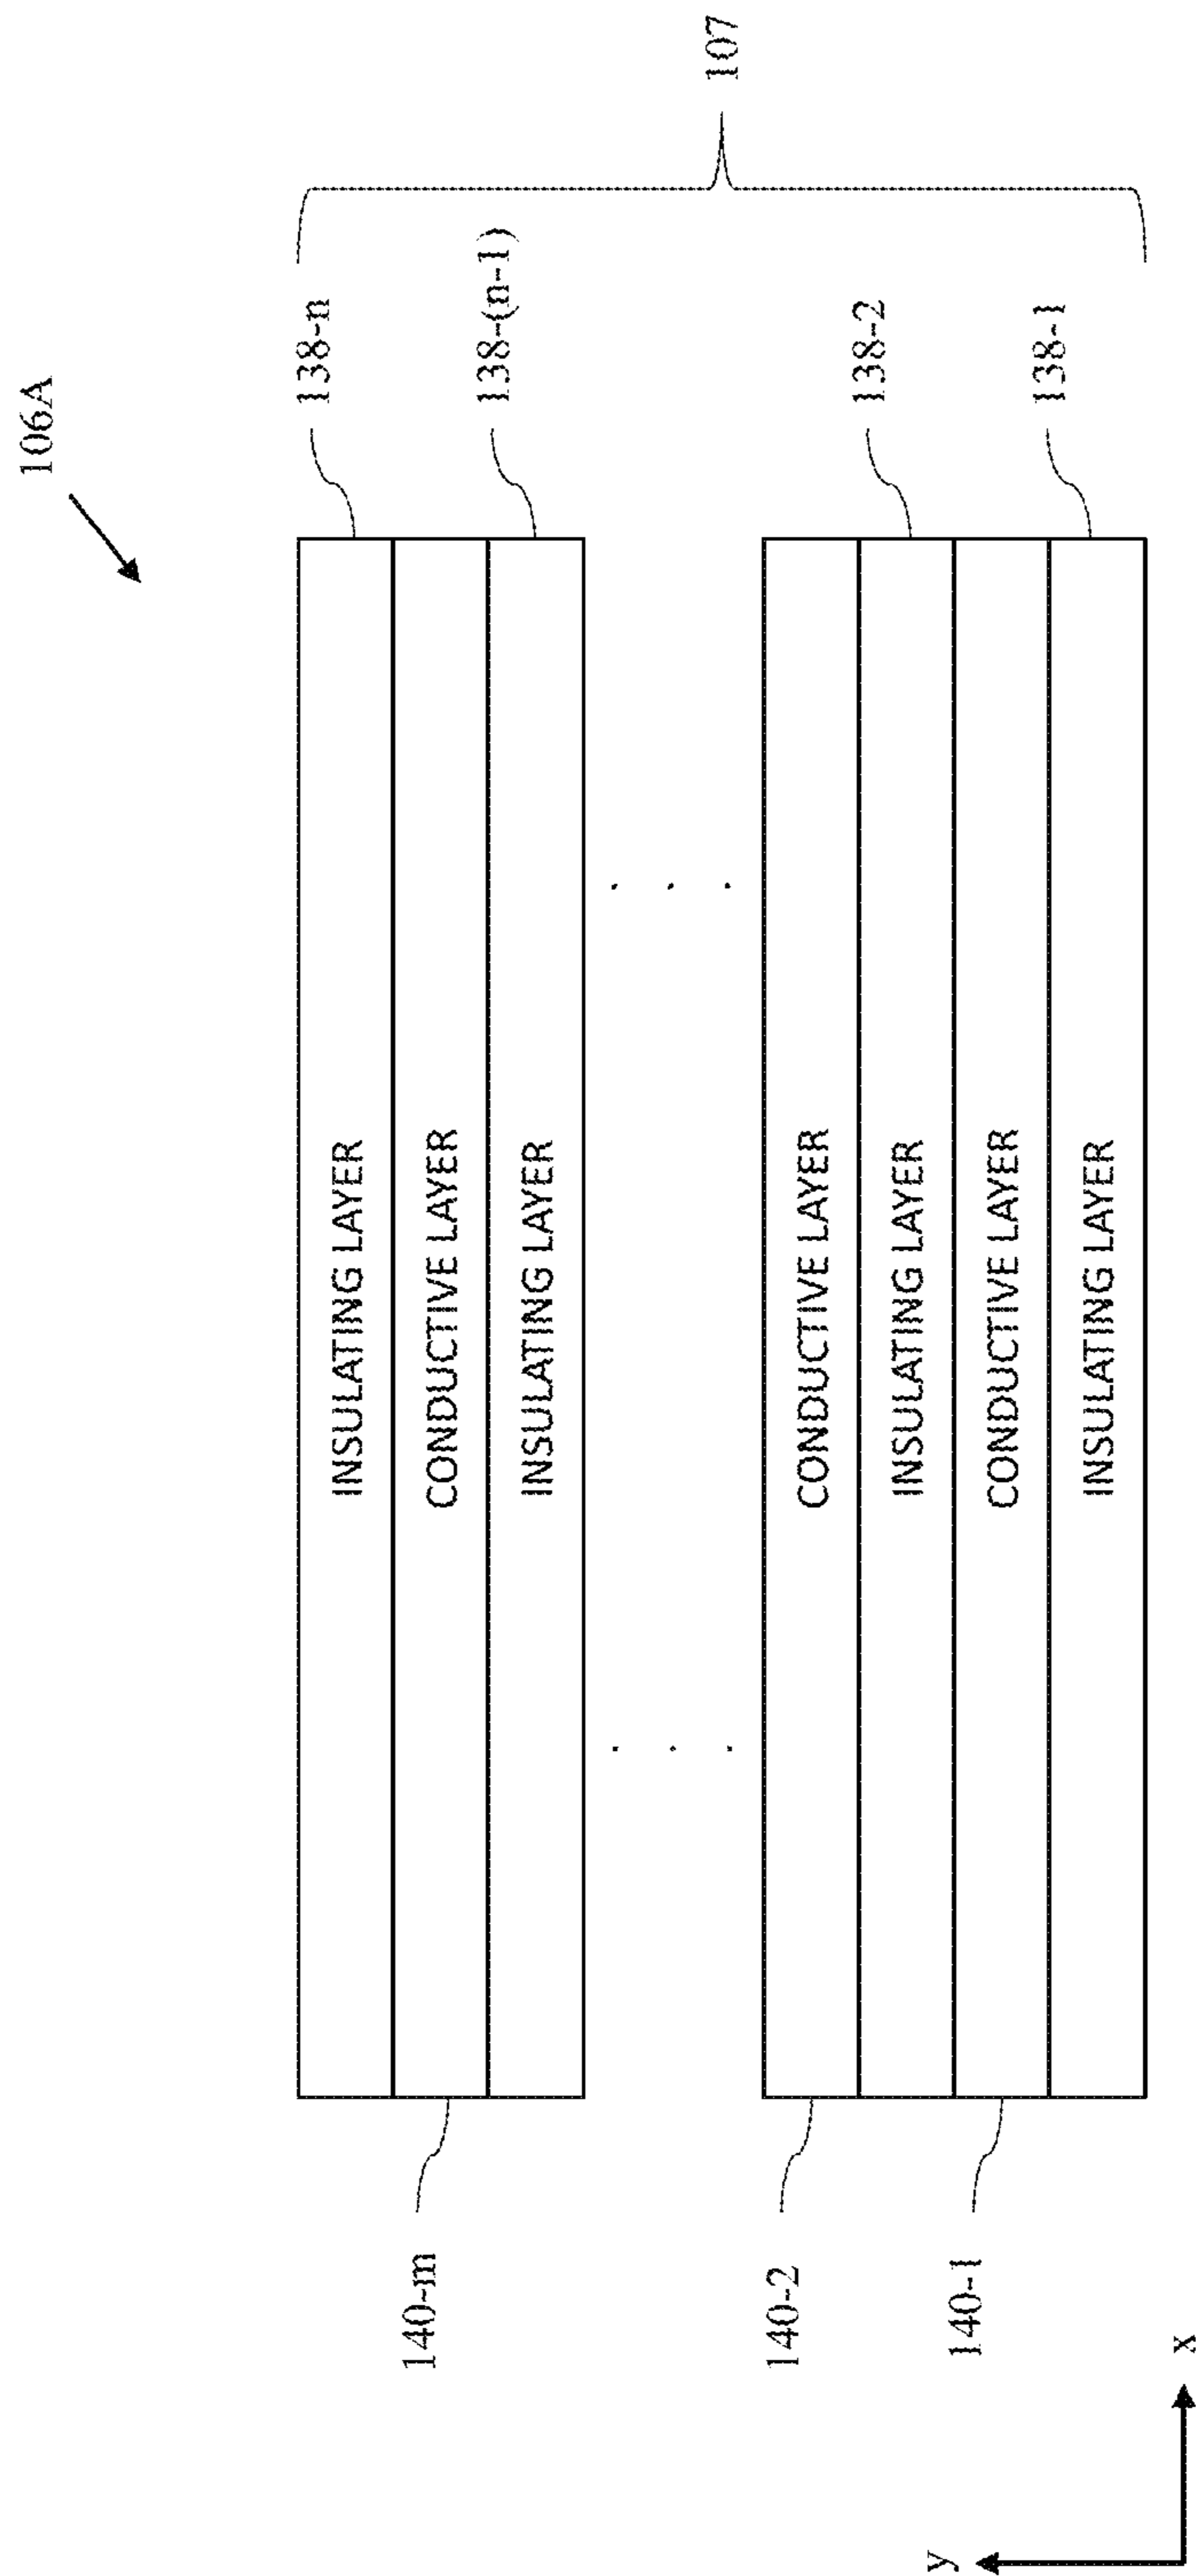 106A
INSULATING LAYER
138-n
140-m
CONDUCTIVE LAYER
INSULATING LAYER
138-(n-1)
. . .
. . .
107
140-2
CONDUCTIVE LAYER
INSULATING LAYER
138-2
140-1
CONDUCTIVE LAYER
INSULATING LAYER
138-1
y
x